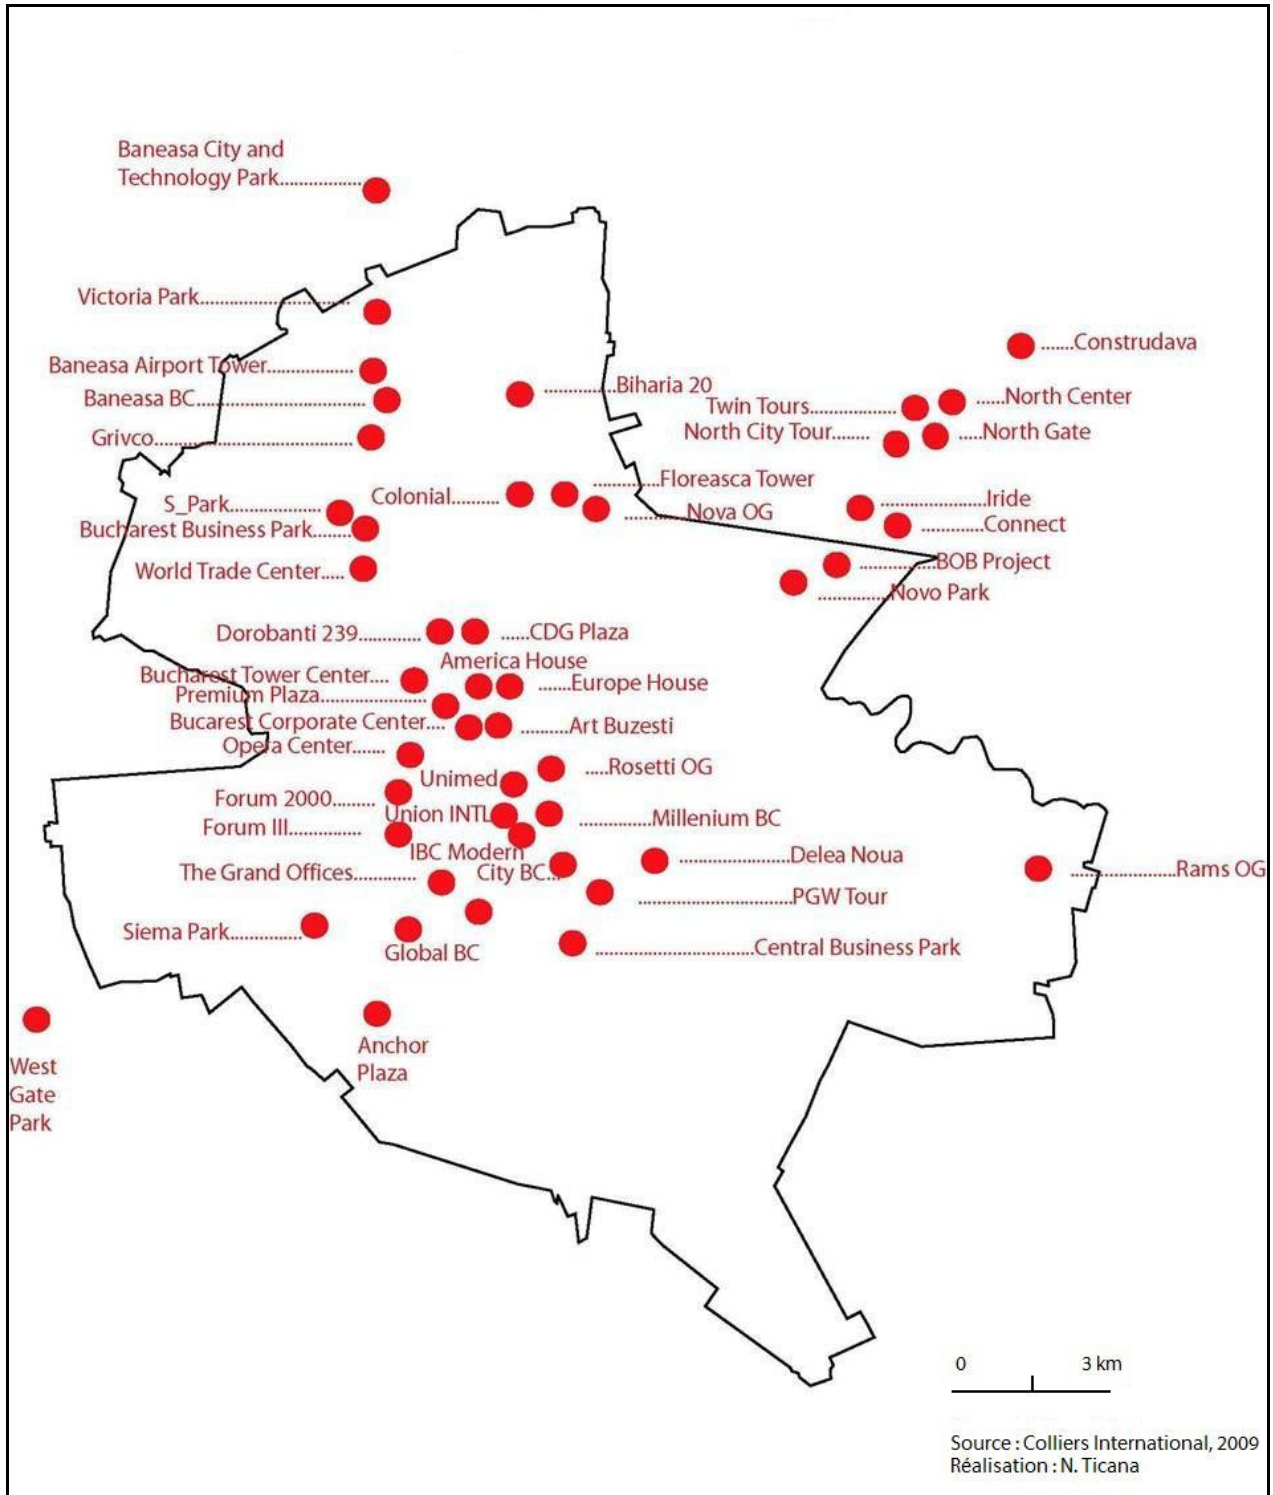 Baneasa City and
Technology Park.................
Victoria Park...............................
Construdava
Baneasa Airport Tower..................
Biharia 20
Baneasa BC...................................
North Center
Twin Tours..................
Grivco..........................................
North City Tour........
North Gate
Floreasca Tower
Colonial..........
Iride
S_Park...................
Nova OG
Connect
Bucharest Business Park........
BOB Project
World Trade Center.....
Novo Park
Dorobanti 239.............
CDG Plaza
America House
Bucharest Tower Center....
Europe House
Premium Plaza......................
Bucarest Corporate Center....
Art Buzesti
Opera Center.......
Rosetti OG
Unimed
Forum 2000.........
Union INTL
Millenium BC
Forum III...............
IBC Modern
Delea Noua
The Grand Offices.............
City BC...
Rams OG
PGW Tour
Siema Park...............
Central Business Park
Global BC
Anchor
Plaza
West
Gate
Park
0 3 km
Source : Colliers International, 2009
Réalisation : N. Ticana